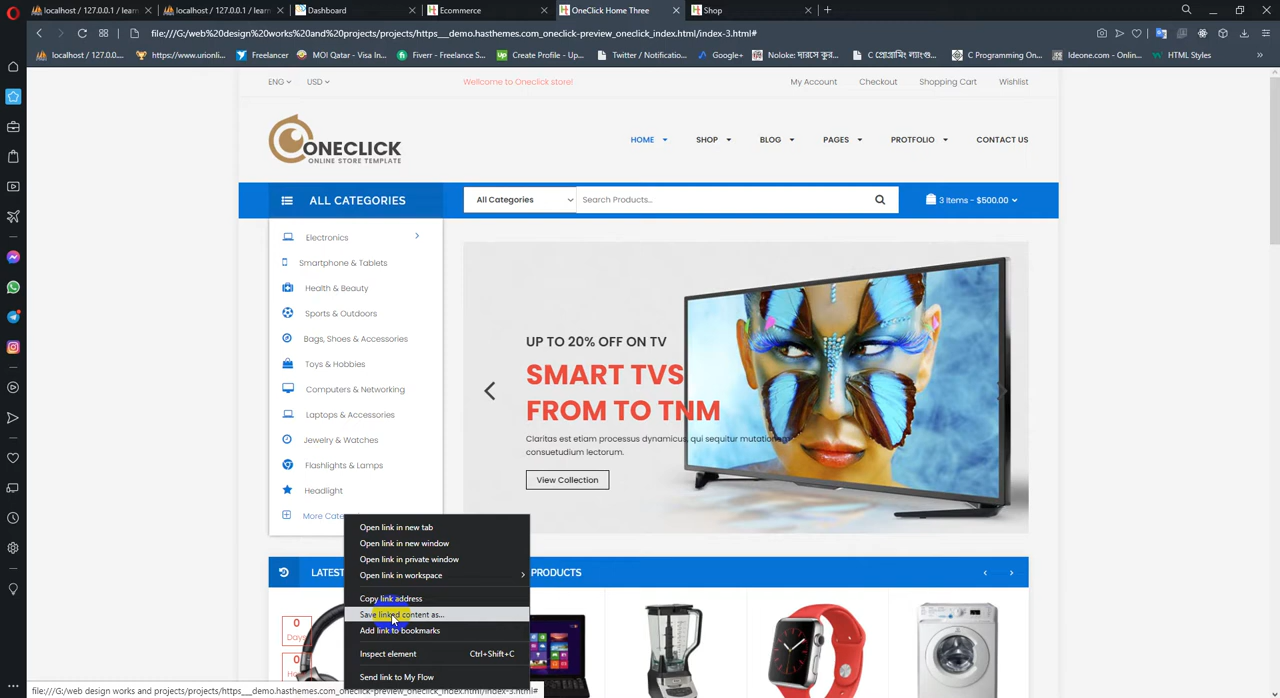 localhost / 127.0.0.1 / learn
localhost / 127.0.0.1 / learn
Dashboard
Ecommerce
OneClick Home Three
Shop
file:///G:/web%20design%20works%20and%20projects/projects/https___demo.hasthemes.com_oneclick-preview_oneclick_index.html/index-3.html#
localhost / 127.0.0....
https://www.urionli...
Freelancer
MOI Qatar - Visa In...
Fiverr - Freelance S...
Create Profile - Up...
Twitter / Notificatio...
Google+
Noloke: দ্যারসে কুর...
C প্রোগ্রামিং ল্যাংগু...
C Programming On...
Ideone.com - Onlin...
HTML Styles
ENG
USD
Wellcome to Oneclick store!
My Account
Checkout
Shopping Cart
Wishlist
ONECLICK
ONLINE STORE TEMPLATE
HOME
SHOP
BLOG
PAGES
PROTFOLIO
CONTACT US
ALL CATEGORIES
All Categories
Search Products...
3 Items - $500.00
Electronics
Smartphone & Tablets
Health & Beauty
Sports & Outdoors
Bags, Shoes & Accessories
Toys & Hobbies
Computers & Networking
Laptops & Accessories
Jewelry & Watches
Flashlights & Lamps
Headlight
More
UP TO 20% OFF ON TV
SMART TVS
FROM TO TNM
Claritas est etiam processus dynamicus, qui sequitur mutationem
consuetudium lectorum.
View Collection
Open link in new tab
Open link in new window
Open link in private window
Open link in workspace
Copy link address
Save linked content as...
Add link to bookmarks
Inspect element
Ctrl+Shift+C
Send link to My Flow
PRODUCTS
0
Days
0
file:///G:/web design works and projects/projects/https___demo.hasthemes.com_oneclick-preview_oneclick_index.html/index-3.html#